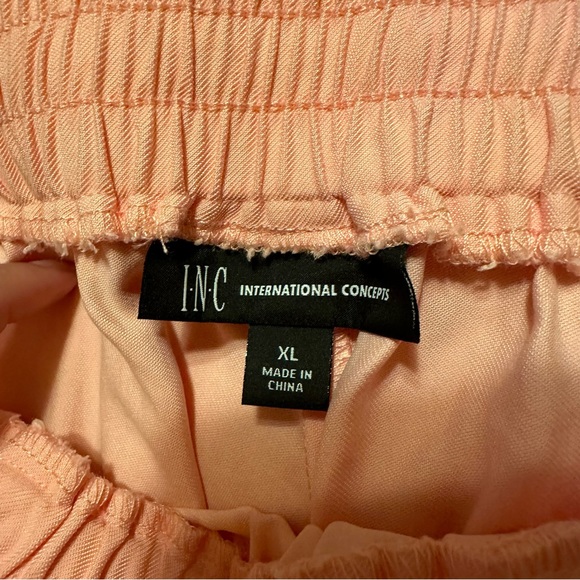 I·N·C INTERNATIONAL CONCEPTS
XL
MADE IN
CHINA